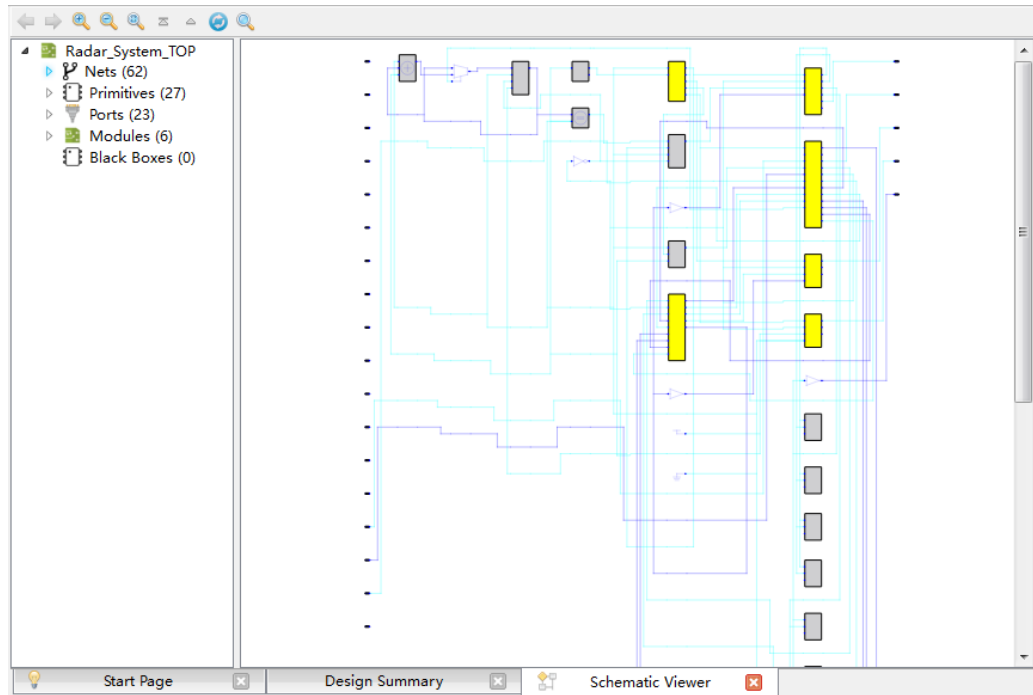 Radar_System_TOP
Nets (62)
Primitives (27)
Ports (23)
Modules (6)
Black Boxes (0)
Start Page
Design Summary
Schematic Viewer